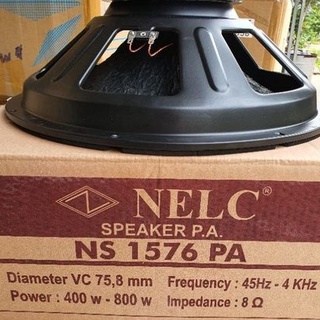 NELC®
SPEAKER P.A.
NS 1576 PA
Diameter VC 75,8 mm Frequency : 45Hz - 4 KHz
Power : 400 w - 800 w Impedance : 8 Ω